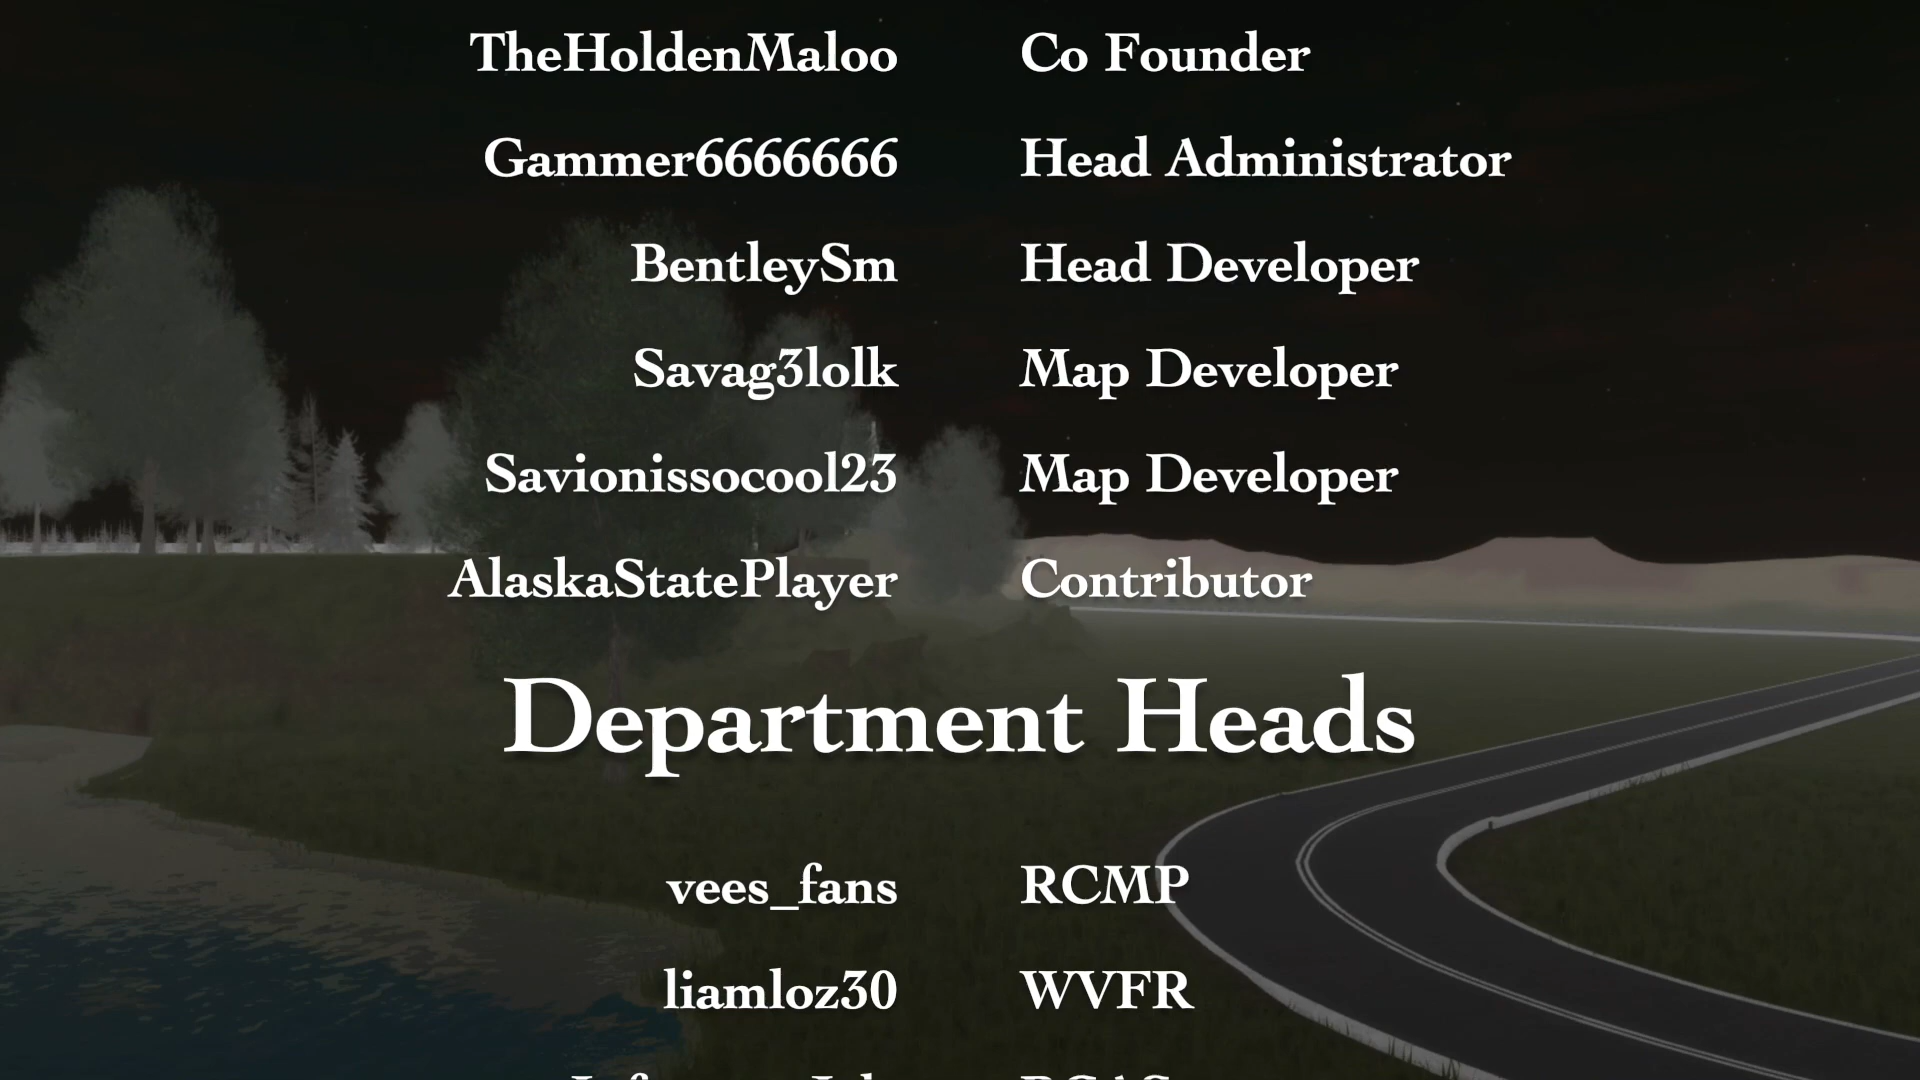 TheHoldenMaloo Co Founder
Gammer6666666 Head Administrator
BentleySm Head Developer
Savag3lolk Map Developer
Savionissocool23 Map Developer
AlaskaStatePlayer Contributor
Department Heads
vees_fans RCMP
liamloz30 WVFR